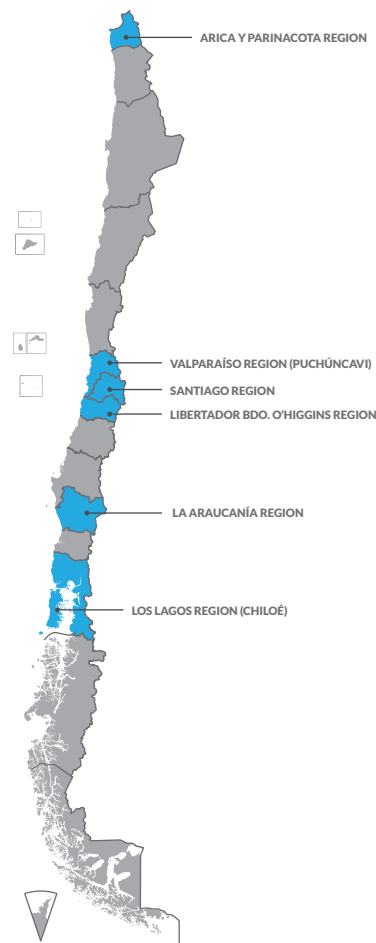 ARICA Y PARINACOTA REGION
VALPARAÍSO REGION (PUCHÚNCAVI)
SANTIAGO REGION
LIBERTADOR BDO. O'HIGGINS REGION
LA ARAUCANÍA REGION
LOS LAGOS REGION (CHILOÉ)